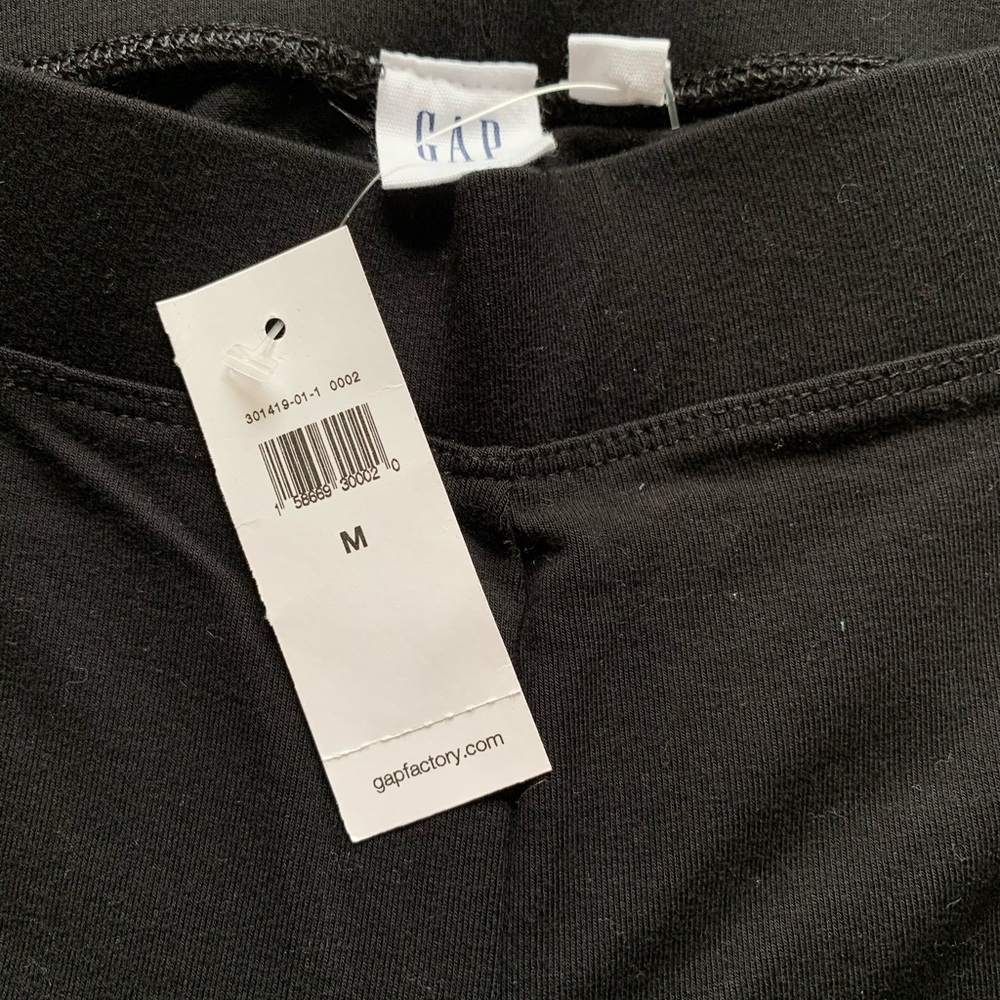 GAP
301419-01-1 0002
1 58669 30002 0
M
gapfactory.com